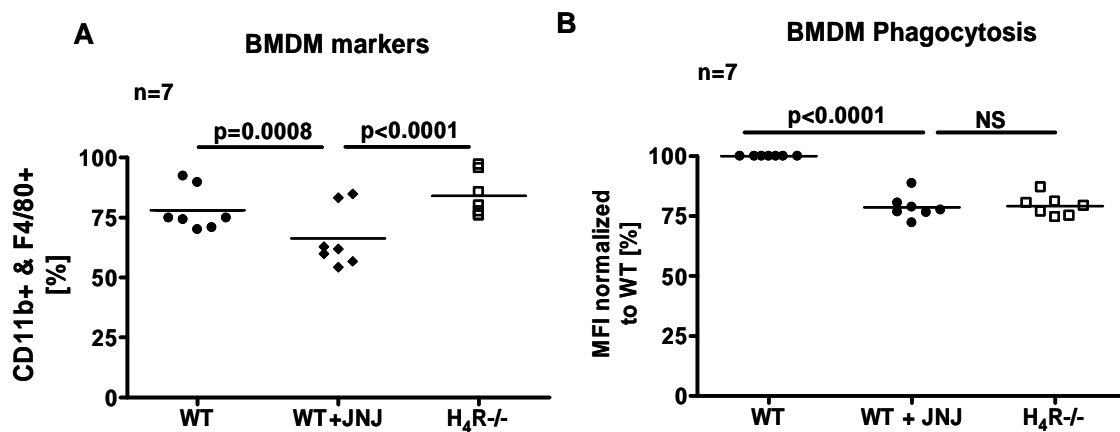 A
BMDM markers
n=7
p=0.0008
p<0.0001
100
75
50
25
0
CD11b+ & F4/80+
[%]
WT
WT+JNJ
H₄R-/-
B
BMDM Phagocytosis
n=7
p<0.0001
NS
100
75
50
25
0
MFI normalized
to WT [%]
WT
WT + JNJ
H₄R-/-